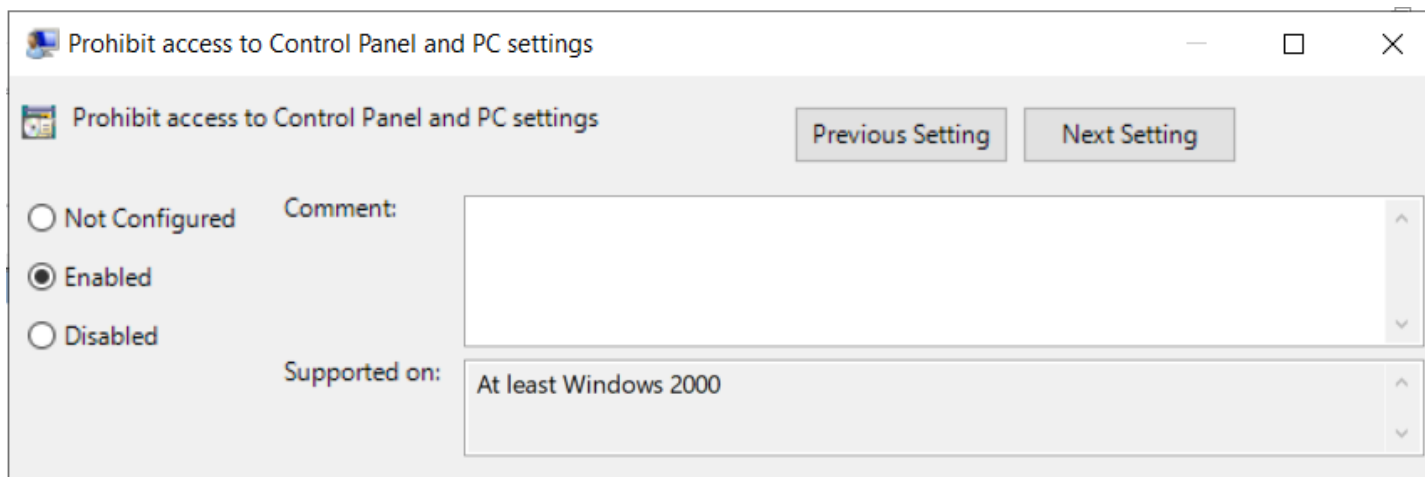 Prohibit access to Control Panel and PC settings
Prohibit access to Control Panel and PC settings
Previous Setting
Next Setting
Not Configured
Comment:
Enabled
Disabled
Supported on:
At least Windows 2000